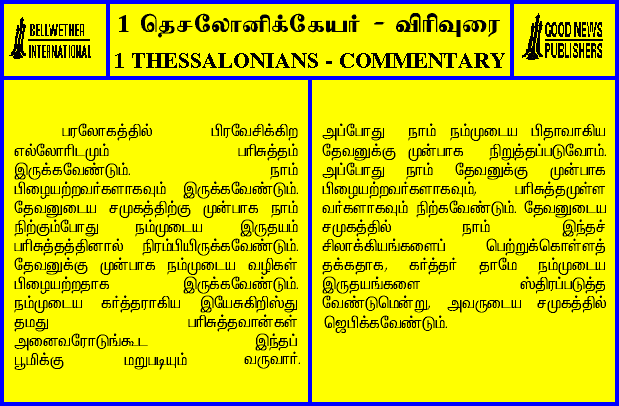 BELLWETHER
INTERNATIONAL
1 தெசலோனிக்கேயர் - விரிவுரை
1 THESSALONIANS - COMMENTARY
GOOD NEWS
PUBLISHERS
பரலோகத்தில் பிரவேசிக்கிற
எல்லோரிடமும் பரிசுத்தம்
இருக்கவேண்டும். நாம்
பிழையற்றவர்களாகவும் இருக்கவேண்டும்.
தேவனுடைய சமுகத்திற்கு முன்பாக நாம்
நிற்கும்போது நம்முடைய இருதயம்
பரிசுத்தத்தினால் நிரம்பியிருக்கவேண்டும்.
தேவனுக்கு முன்பாக நம்முடைய வழிகள்
பிழையற்றதாக இருக்கவேண்டும்.
நம்முடைய கர்த்தராகிய இயேசுகிறிஸ்து
தமது பரிசுத்தவான்கள்
அனைவரோடுங்கூட இந்தப்
பூமிக்கு மறுபடியும் வருவார்.
அப்போது நாம் நம்முடைய பிதாவாகிய
தேவனுக்கு முன்பாக நிறுத்தப்படுவோம்.
அப்போது நாம் தேவனுக்கு முன்பாக
பிழையற்றவர்களாகவும், பரிசுத்தமுள்ள
வர்களாகவும் நிற்கவேண்டும். தேவனுடைய
சமுகத்தில் நாம் இந்தச்
சிலாக்கியங்களைப் பெற்றுக்கொள்ளத்
தக்கதாக, கர்த்தர் தாமே நம்முடைய
இருதயங்களை ஸ்திரப்படுத்த
வேண்டுமென்று, அவருடைய சமுகத்தில்
ஜெபிக்கவேண்டும்.